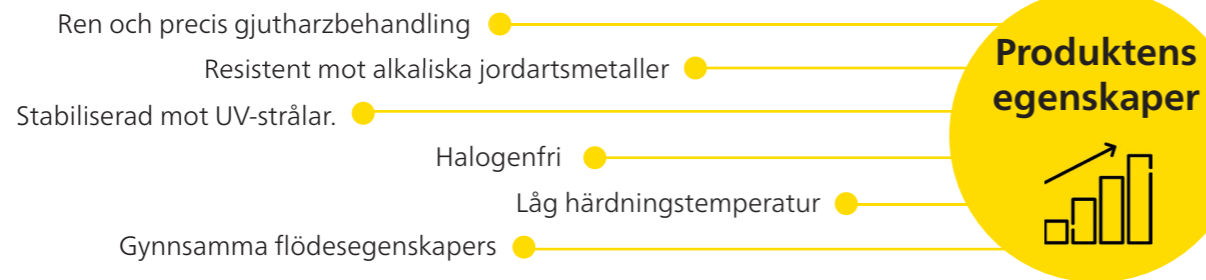 Ren och precis gjutharzbehandling
Resistent mot alkaliska jordartsmetaller
Stabiliserad mot UV-strålar.
Halogenfri
Låg härdningstemperatur
Gynnsamma flödesegenskapers
Produktens
egenskaper